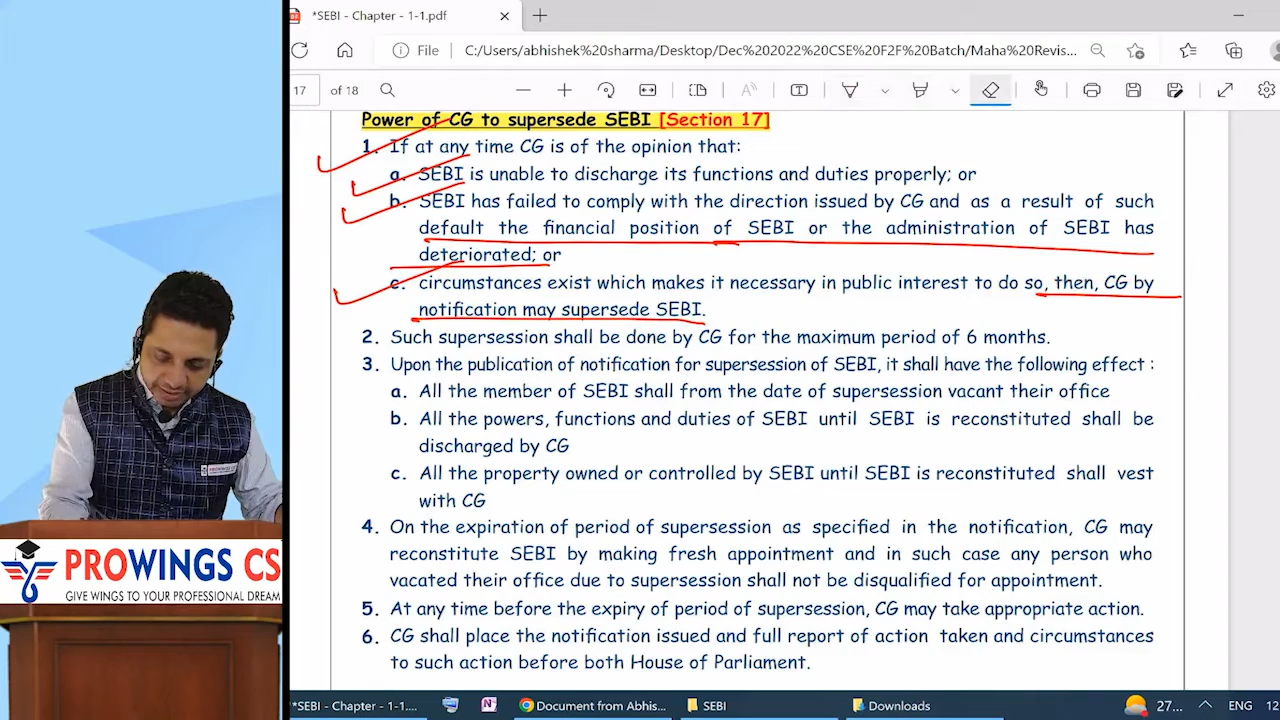 *SEBI - Chapter - 1-1.pdf
File C:/Users/abhishek%20sharma/Desktop/Dec%202022%20CSE%20F2F%20Batch/Maha%20Revis...
17 of 18
Power of CG to supersede SEBI [Section 17]
1. If at any time CG is of the opinion that:
a. SEBI is unable to discharge its functions and duties properly; or
b. SEBI has failed to comply with the direction issued by CG and as a result of such
default the financial position of SEBI or the administration of SEBI has
deteriorated; or
c. circumstances exist which makes it necessary in public interest to do so, then, CG by
notification may supersede SEBI.
2. Such supersession shall be done by CG for the maximum period of 6 months.
3. Upon the publication of notification for supersession of SEBI, it shall have the following effect :
a. All the member of SEBI shall from the date of supersession vacant their office
b. All the powers, functions and duties of SEBI until SEBI is reconstituted shall be
discharged by CG
c. All the property owned or controlled by SEBI until SEBI is reconstituted shall vest
with CG
4. On the expiration of period of supersession as specified in the notification, CG may
reconstitute SEBI by making fresh appointment and in such case any person who
vacated their office due to supersession shall not be disqualified for appointment.
5. At any time before the expiry of period of supersession, CG may take appropriate action.
6. CG shall place the notification issued and full report of action taken and circumstances
to such action before both House of Parliament.
PROWINGS CS
PROWINGS CS
GIVE WINGS TO YOUR PROFESSIONAL DREAM
*SEBI - Chapter - 1-1.... Document from Abhis... SEBI Downloads 27... ENG 12